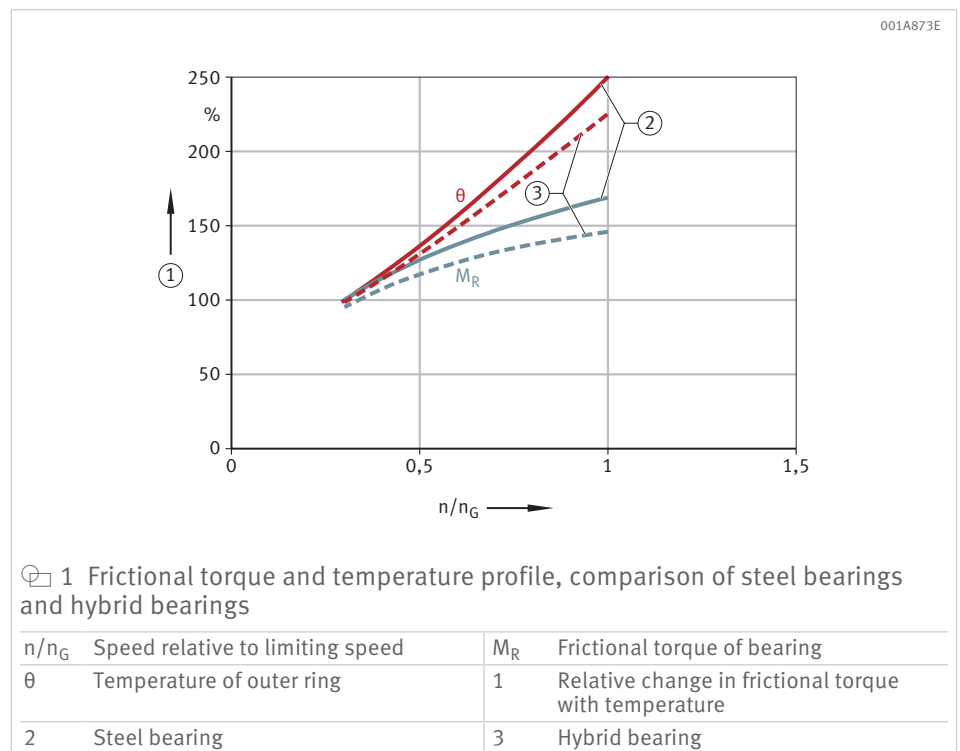 001A873E
250
%
200
150
100
50
0
0
0,5
1
1,5
θ
M_R
①
②
③
n/n_G
1 Frictional torque and temperature profile, comparison of steel bearings
and hybrid bearings
n/n_G Speed relative to limiting speed M_R Frictional torque of bearing
θ Temperature of outer ring 1 Relative change in frictional torque
with temperature
2 Steel bearing 3 Hybrid bearing